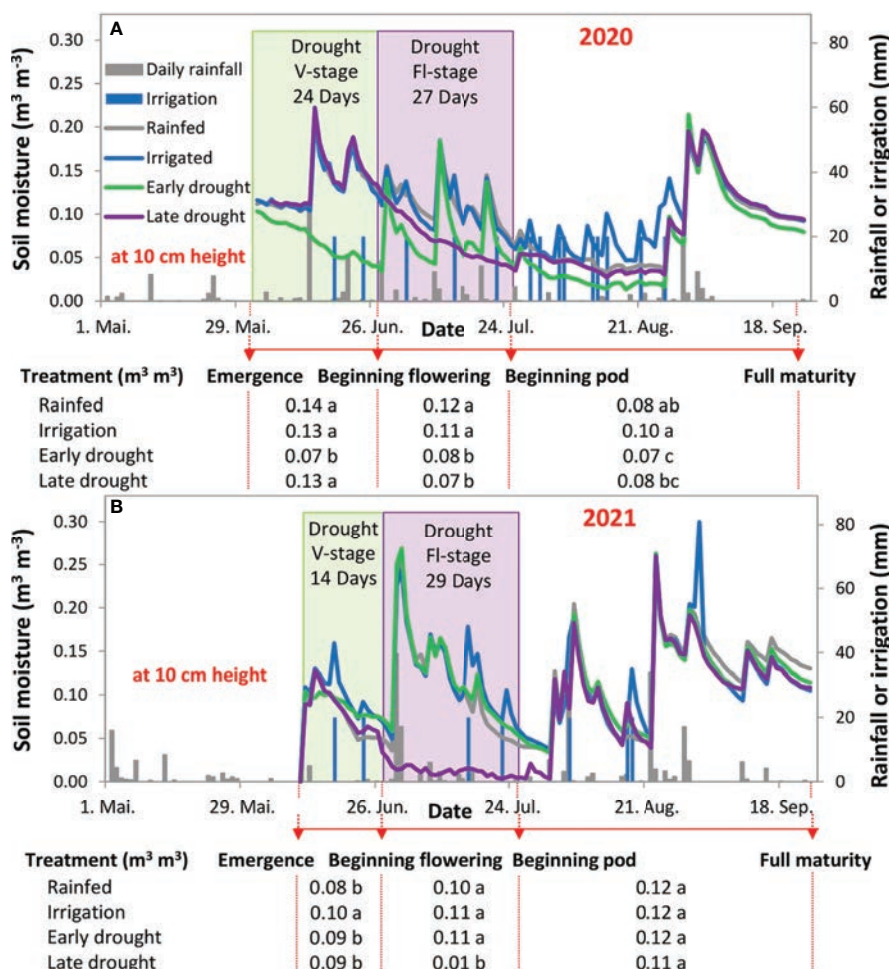 A
2020
Soil moisture (m³ m⁻³)
Rainfall or irrigation (mm)
0.30
0.25
0.20
0.15
0.10
0.05
0.00
80
60
40
20
0
Daily rainfall
Irrigation
Rainfed
Irrigated
Early drought
Late drought
Drought
V-stage
24 Days
Drought
Fl-stage
27 Days
at 10 cm height
1. Mai. 29. Mai. 26. Jun. 24. Jul. 21. Aug. 18. Sep.
Date
Treatment (m³ m³) Emergence Beginning flowering Beginning pod Full maturity
Rainfed 0.14 a 0.12 a 0.08 ab
Irrigation 0.13 a 0.11 a 0.10 a
Early drought 0.07 b 0.08 b 0.07 c
Late drought 0.13 a 0.07 b 0.08 bc
B
2021
Soil moisture (m³ m⁻³)
Rainfall or irrigation (mm)
0.30
0.25
0.20
0.15
0.10
0.05
0.00
80
60
40
20
0
Drought
V-stage
14 Days
Drought
Fl-stage
29 Days
at 10 cm height
1. Mai. 29. Mai. 26. Jun. 24. Jul. 21. Aug. 18. Sep.
Date
Treatment (m³ m³) Emergence Beginning flowering Beginning pod Full maturity
Rainfed 0.08 b 0.10 a 0.12 a
Irrigation 0.10 a 0.11 a 0.12 a
Early drought 0.09 b 0.11 a 0.12 a
Late drought 0.09 b 0.01 b 0.11 a